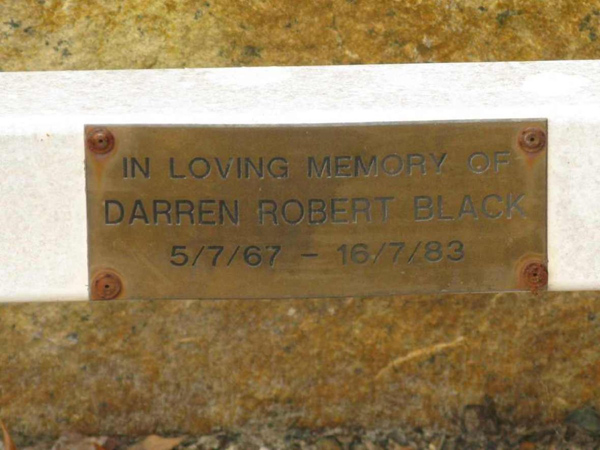 IN LOVING MEMORY OF
DARREN ROBERT BLACK
5/7/67 - 16/7/83